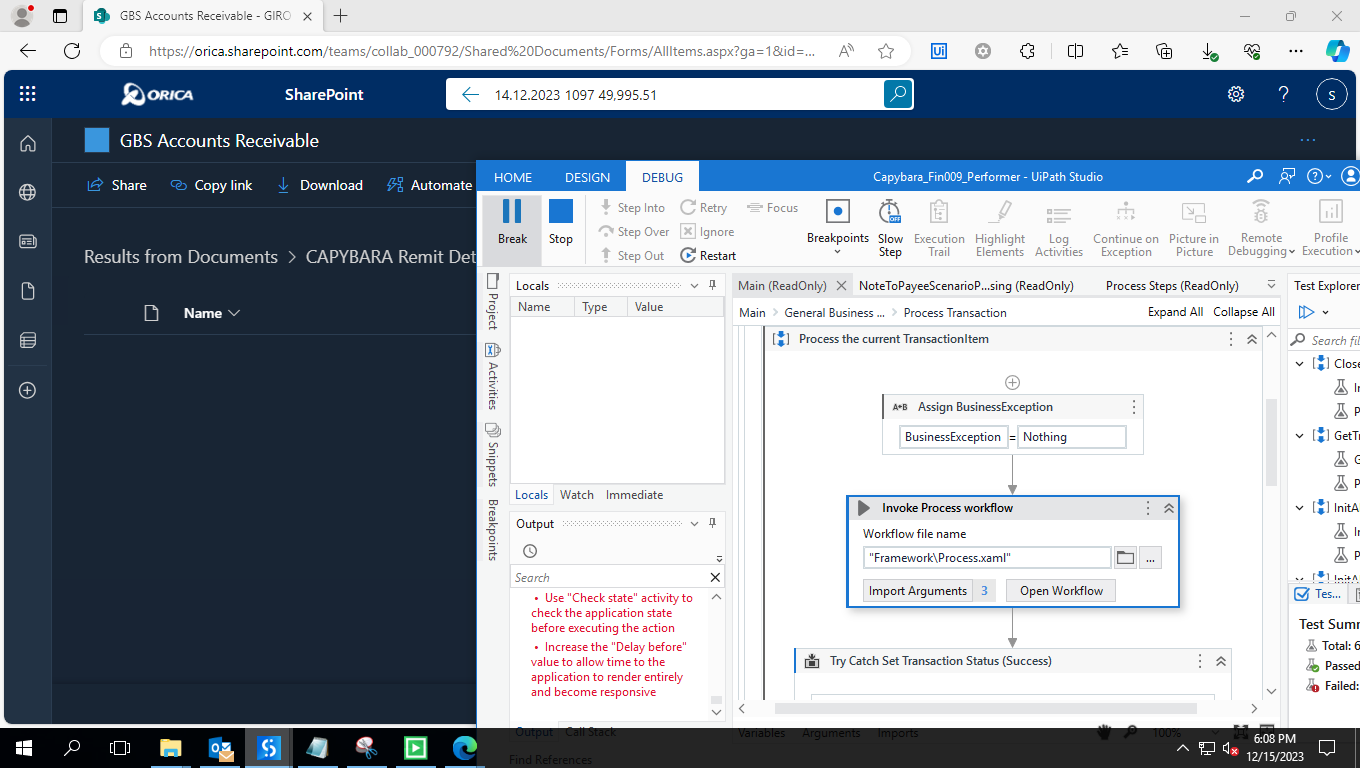 GBS Accounts Receivable - GIRO
https://orica.sharepoint.com/teams/collab_000792/Shared%20Documents/Forms/AllItems.aspx?ga=1&id=...
ORICA
SharePoint
14.12.2023 1097 49,995.51
S
GBS Accounts Receivable
Share
Copy link
Download
Automate
Results from Documents > CAPYBARA Remit Det
Name
HOME
DESIGN
DEBUG
Capybara_Fin009_Performer - UiPath Studio
Break
Stop
Step Into
Step Over
Step Out
Retry
Ignore
Restart
Focus
Breakpoints
Slow Step
OFF
Execution Trail
Highlight Elements
Log Activities
Continue on Exception
Picture in Picture
Remote Debugging
Profile Execution
Project
Activities
Snippets
Breakpoints
Locals
Name Type Value
Locals Watch Immediate
Output
Search
• Use "Check state" activity to
check the application state
before executing the action
• Increase the "Delay before"
value to allow time to the
application to render entirely
and become responsive
Output Call Stack
Find References
Main (ReadOnly)
NoteToPayeeScenarioP...sing (ReadOnly)
Process Steps (ReadOnly)
Main > General Business ... > Process Transaction
Expand All Collapse All
Process the current TransactionItem
A+B Assign BusinessException
BusinessException = Nothing
Invoke Process workflow
Workflow file name
"Framework\Process.xaml"
...
Import Arguments 3
Open Workflow
Try Catch Set Transaction Status (Success)
Variables Arguments Imports
100%
Test Explorer
Search fil
Close
In
P
GetTr
G
P
InitA
In
P
InitA
Tes...
Test Summ
Total: 6
Passed
Failed:
6:08 PM
12/15/2023